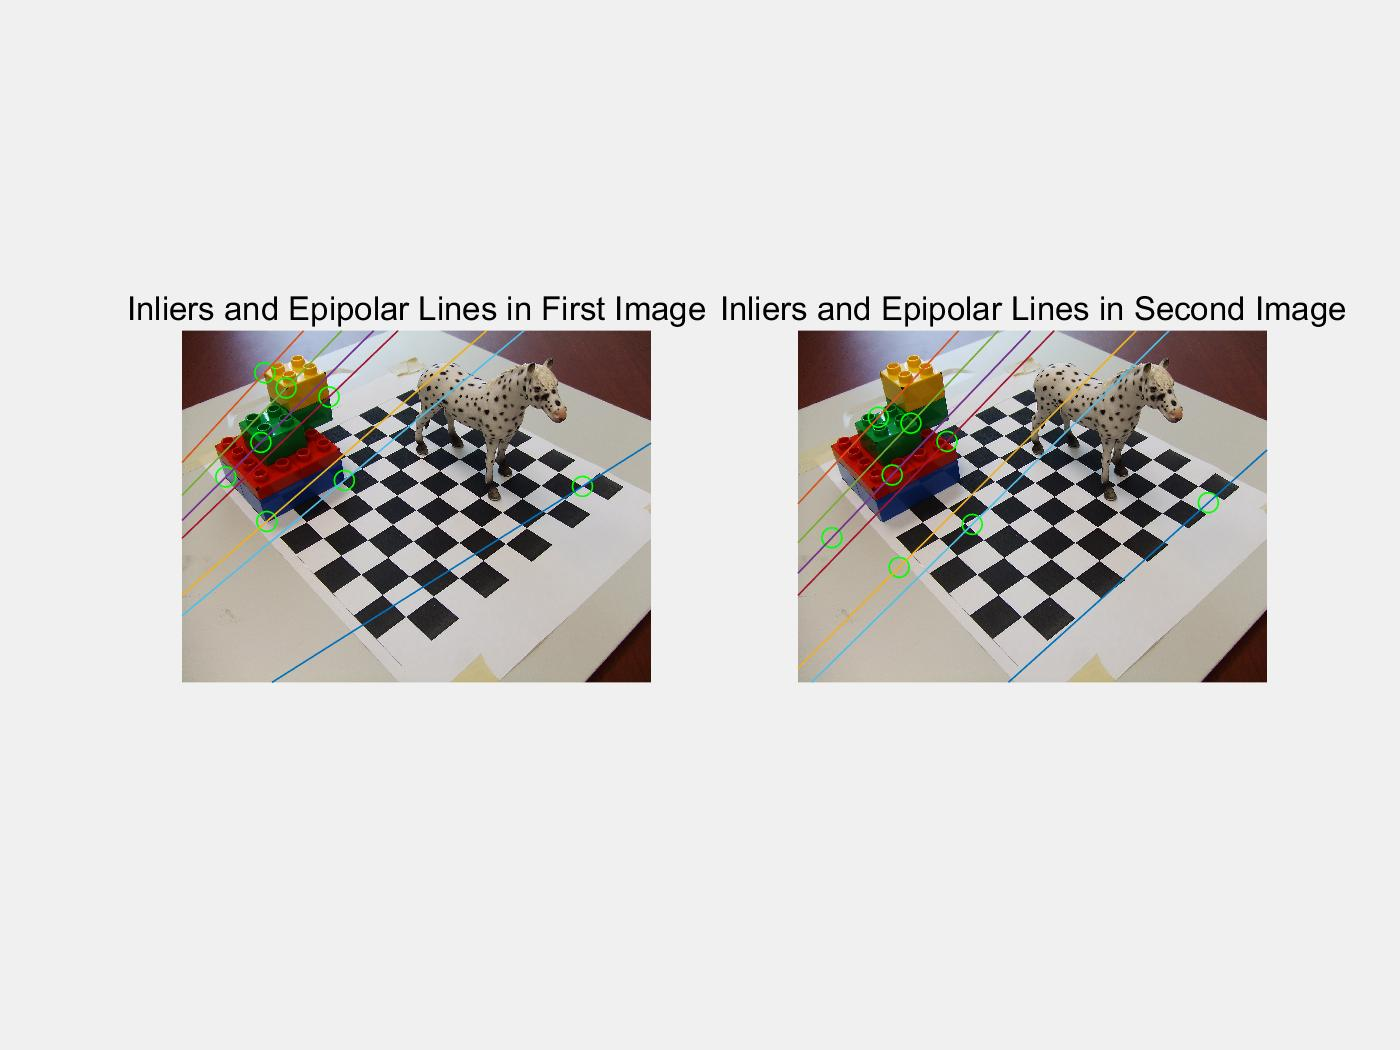 Inliers and Epipolar Lines in First Image
Inliers and Epipolar Lines in Second Image